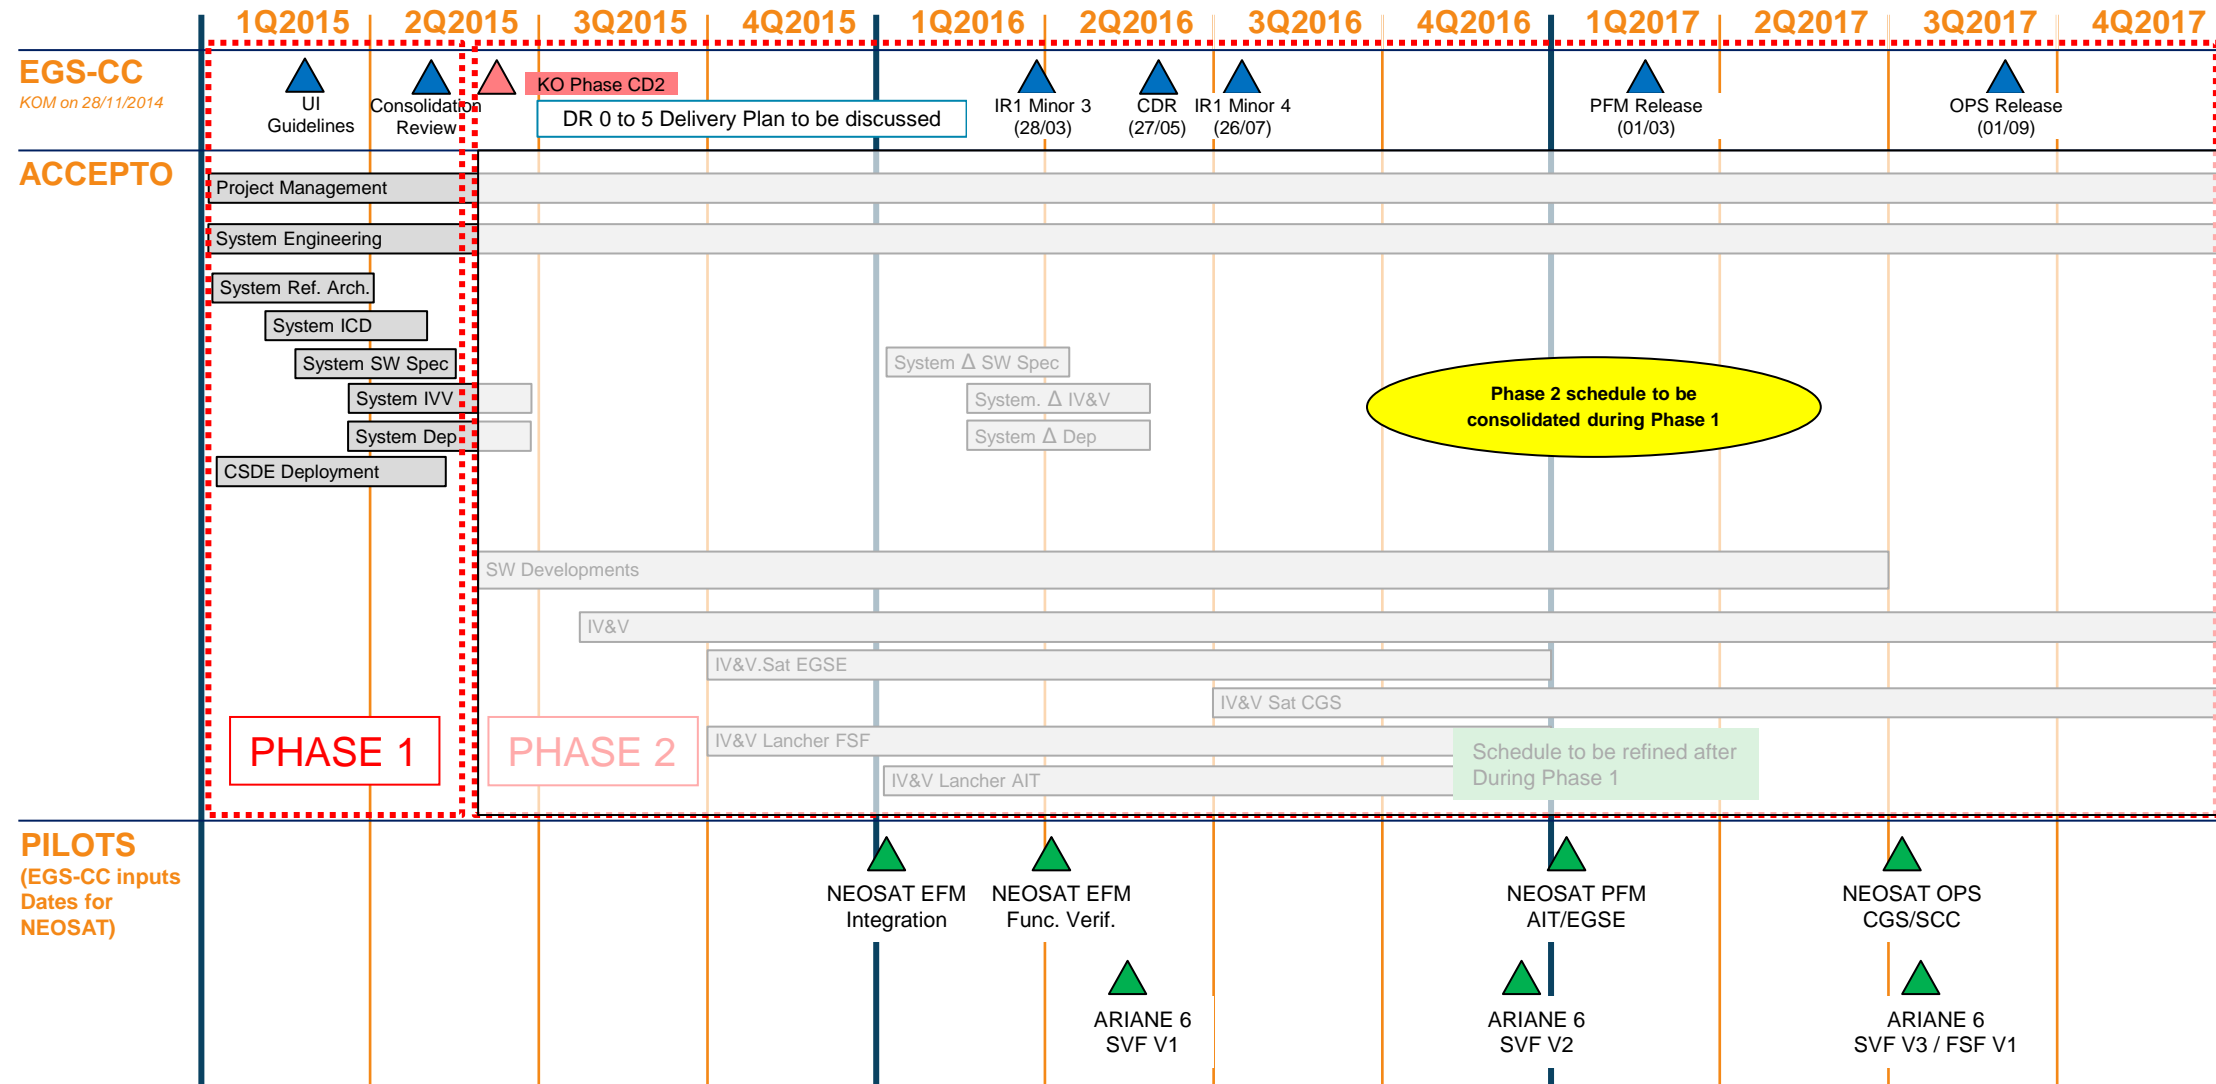 1Q2015 2Q2015 3Q2015 4Q2015 1Q2016 2Q2016 3Q2016 4Q2016 1Q2017 2Q2017 3Q2017 4Q2017
EGS-CC
KOM on 28/11/2014
UI
Guidelines
Consolidation
Review
KO Phase CD2
DR 0 to 5 Delivery Plan to be discussed
IR1 Minor 3
(28/03)
CDR
(27/05)
IR1 Minor 4
(26/07)
PFM Release
(01/03)
OPS Release
(01/09)
ACCEPTO
Project Management
System Engineering
System Ref. Arch.
System ICD
System SW Spec
System Δ SW Spec
System IVV
System. Δ IV&V
System Dep
System Δ Dep
CSDE Deployment
Phase 2 schedule to be
consolidated during Phase 1
SW Developments
IV&V
IV&V.Sat EGSE
IV&V Sat CGS
IV&V Lancher FSF
IV&V Lancher AIT
PHASE 1
PHASE 2
Schedule to be refined after
During Phase 1
PILOTS
(EGS-CC inputs
Dates for
NEOSAT)
NEOSAT EFM
Integration
NEOSAT EFM
Func. Verif.
NEOSAT PFM
AIT/EGSE
NEOSAT OPS
CGS/SCC
ARIANE 6
SVF V1
ARIANE 6
SVF V2
ARIANE 6
SVF V3 / FSF V1